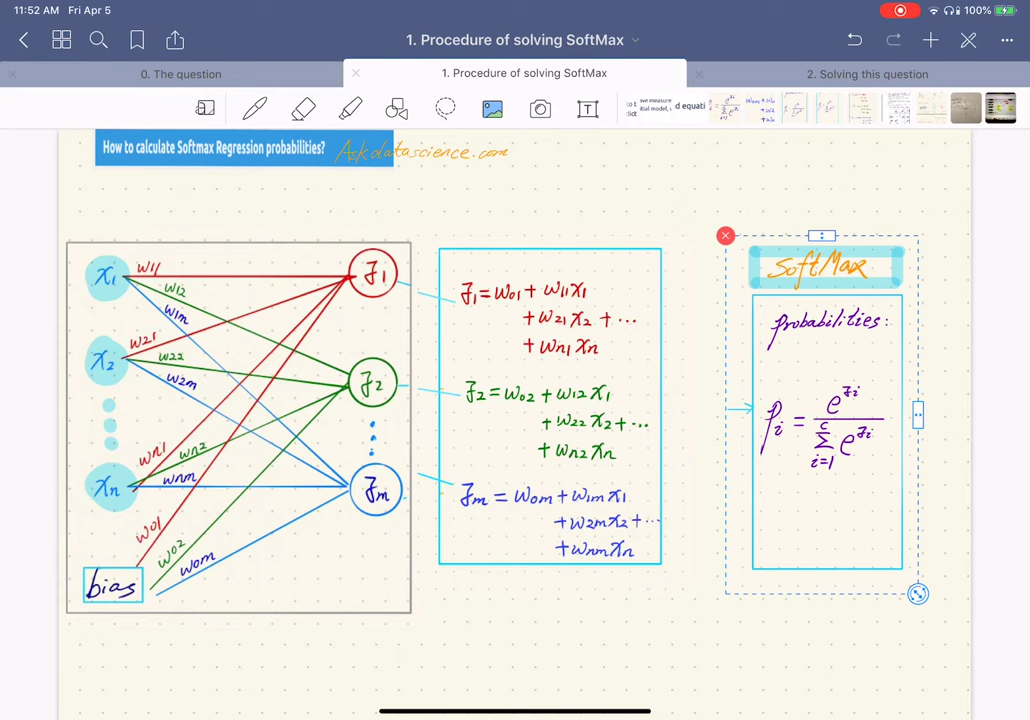 11:52 AM Fri Apr 5
100%
1. Procedure of solving SoftMax
0. The question
1. Procedure of solving SoftMax
2. Solving this question
T
How to calculate Softmax Regression probabilities?
Askdatascience.com
x1
w11
w12
w1m
x2
w21
w22
w2m
xn
wn1
wn2
wnm
w01
w02
w0m
bias
z1
z2
zm
z1 = w01 + w11x1
+ w21x2 + ...
+ wn1xn
z2 = w02 + w12x1
+ w22x2 + ...
+ wn2xn
zm = w0m + w1mx1
+ w2mx2 + ...
+ wnmxn
SoftMax
probabilities:
Pi = e^zi / Σ_{i=1}^{c} e^zi